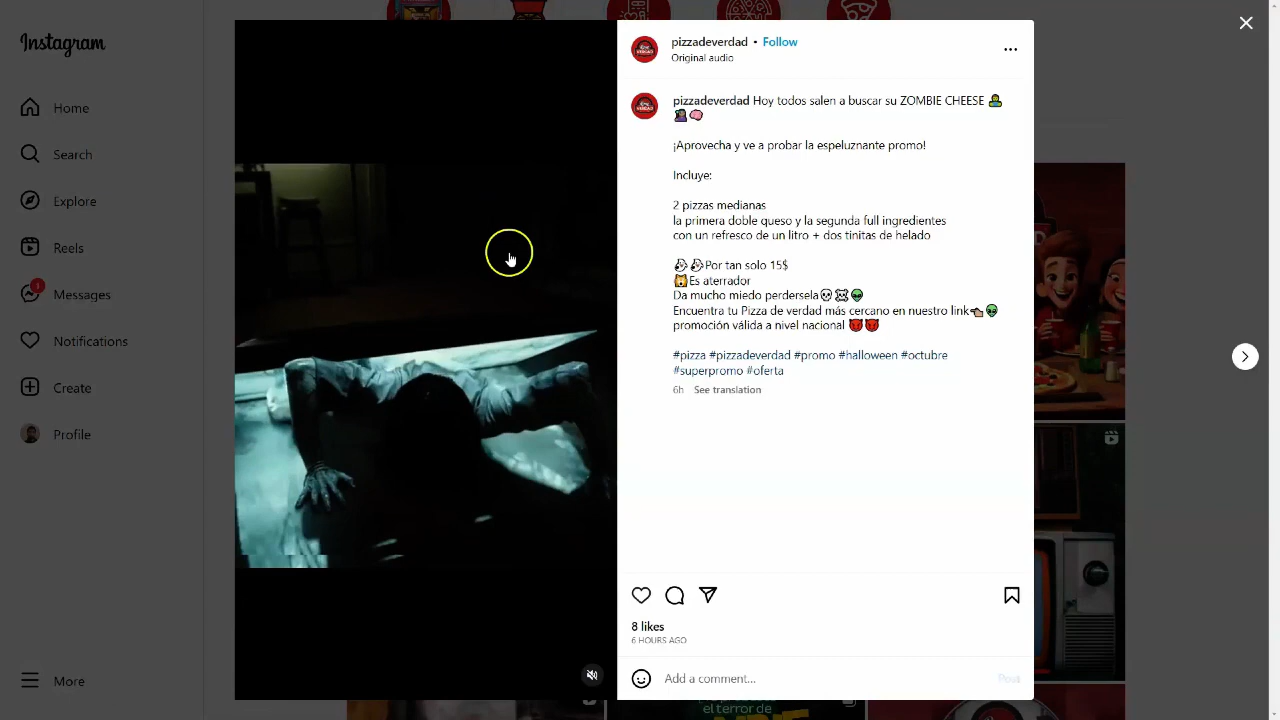 Instagram
Home
Search
Explore
Reels
1
Messages
Notifications
Create
Profile
More
pizzadeverdad • Follow
Original audio
pizzadeverdad Hoy todos salen a buscar su ZOMBIE CHEESE 🧟‍♂️
🧟‍♀️🧠
¡Aprovecha y ve a probar la espeluznante promo!
Incluye:
2 pizzas medianas
la primera doble queso y la segunda full ingredientes
con un refresco de un litro + dos tinitas de helado
👻👻Por tan solo 15$
🙀Es aterrador
Da mucho miedo perdersela💀☠️👽
Encuentra tu Pizza de verdad más cercano en nuestro link👈🏽👽
promoción válida a nivel nacional 👿👿
#pizza #pizzadeverdad #promo #halloween #octubre
#superpromo #oferta
6h See translation
8 likes
6 HOURS AGO
Add a comment...
Post
el terror de